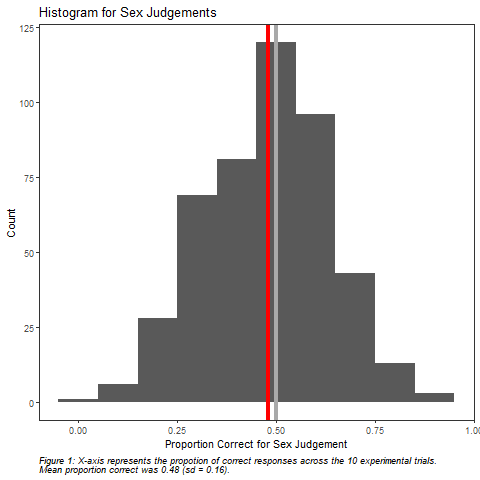 Histogram for Sex Judgements
125
100
75
50
25
0
Count
0.00 0.25 0.50 0.75 1.00
Proportion Correct for Sex Judgement
Figure 1: X-axis represents the propotion of correct responses across the 10 experimental trials.
Mean proportion correct was 0.48 (sd = 0.16).